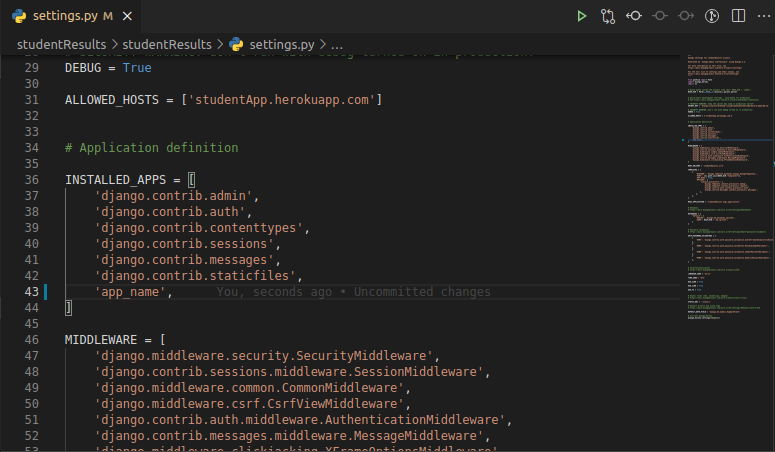 settings.py M ×
studentResults > studentResults > settings.py > ...
29 DEBUG = True
30
31 ALLOWED_HOSTS = ['studentApp.herokuapp.com']
32
33
34 # Application definition
35
36 INSTALLED_APPS = [
37 'django.contrib.admin',
38 'django.contrib.auth',
39 'django.contrib.contenttypes',
40 'django.contrib.sessions',
41 'django.contrib.messages',
42 'django.contrib.staticfiles',
43 'app_name', You, seconds ago • Uncommitted changes
44 ]
45
46 MIDDLEWARE = [
47 'django.middleware.security.SecurityMiddleware',
48 'django.contrib.sessions.middleware.SessionMiddleware',
49 'django.middleware.common.CommonMiddleware',
50 'django.middleware.csrf.CsrfViewMiddleware',
51 'django.contrib.auth.middleware.AuthenticationMiddleware',
52 'django.contrib.messages.middleware.MessageMiddleware',
53 'django.middleware.clickjacking.XFrameOptionsMiddleware'